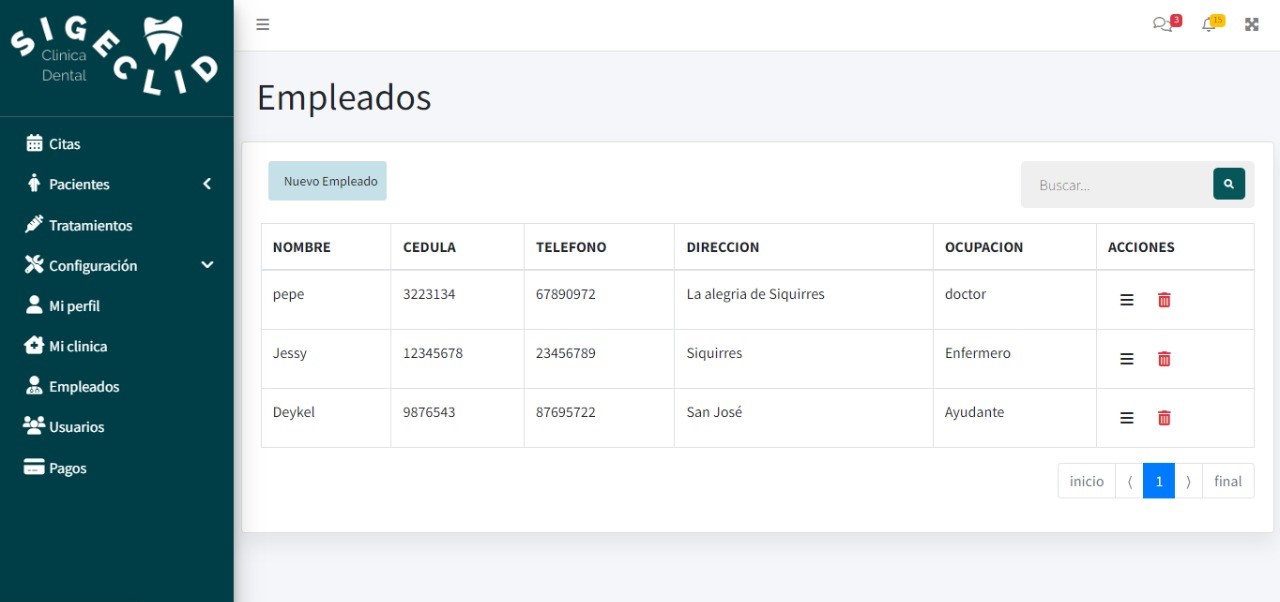 SIGECLID
Clinica
Dental
3
15
Empleados
Citas
Pacientes
Tratamientos
Configuración
Mi perfil
Mi clinica
Empleados
Usuarios
Pagos
Nuevo Empleado
Buscar...
NOMBRE CEDULA TELEFONO DIRECCION OCUPACION ACCIONES
pepe 3223134 67890972 La alegria de Siquirres doctor
Jessy 12345678 23456789 Siquirres Enfermero
Deykel 9876543 87695722 San José Ayudante
inicio ⟨ 1 ⟩ final